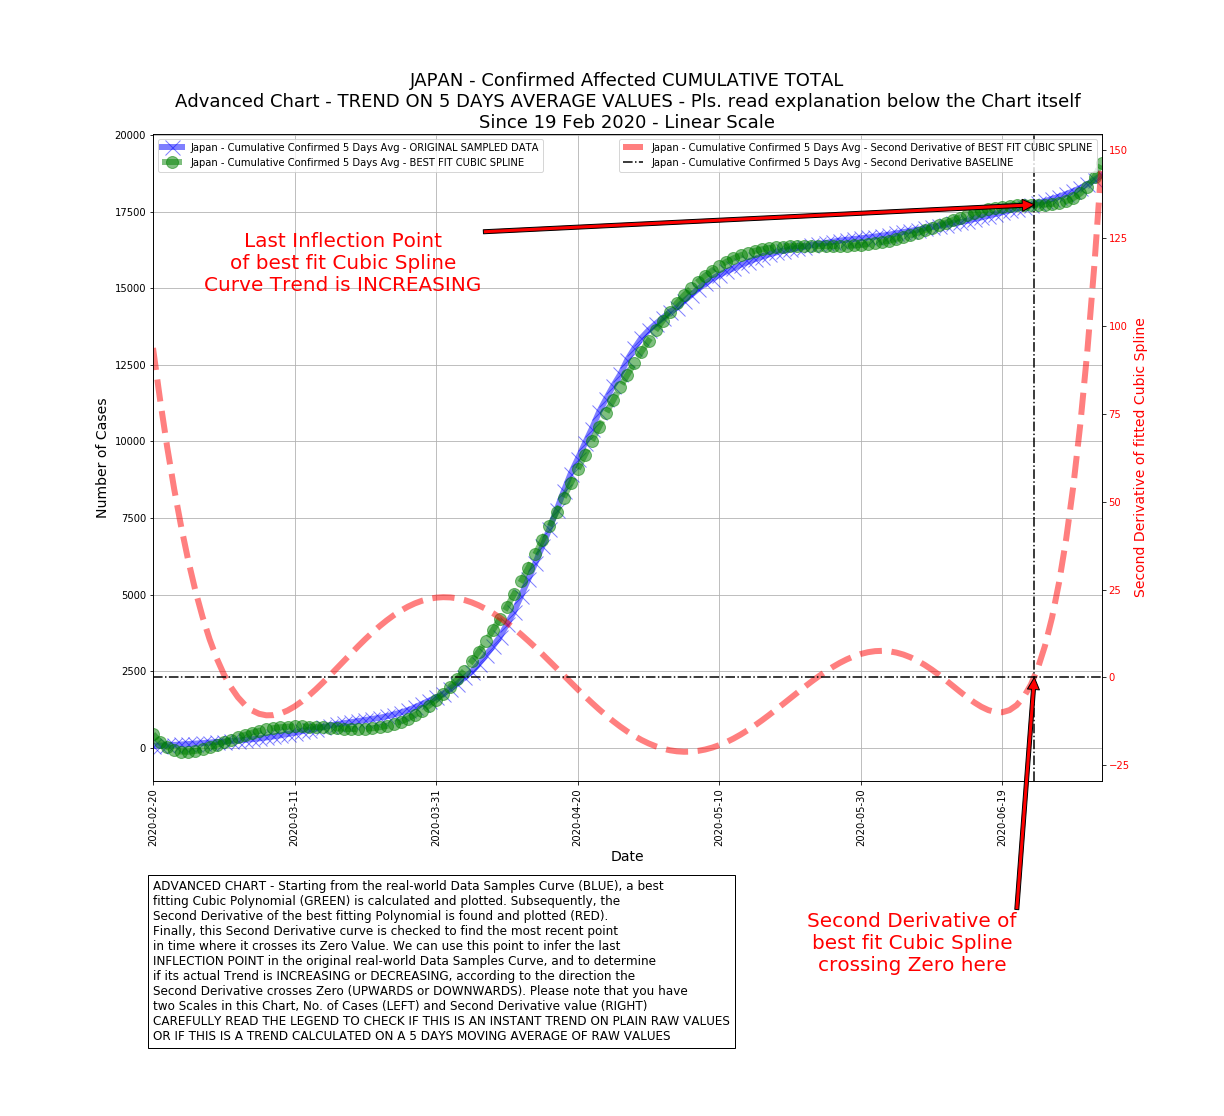 JAPAN - Confirmed Affected CUMULATIVE TOTAL
Advanced Chart - TREND ON 5 DAYS AVERAGE VALUES - Pls. read explanation below the Chart itself
Since 19 Feb 2020 - Linear Scale
Japan - Cumulative Confirmed 5 Days Avg - ORIGINAL SAMPLED DATA
Japan - Cumulative Confirmed 5 Days Avg - BEST FIT CUBIC SPLINE
Japan - Cumulative Confirmed 5 Days Avg - Second Derivative of BEST FIT CUBIC SPLINE
Japan - Cumulative Confirmed 5 Days Avg - Second Derivative BASELINE
Last Inflection Point
of best fit Cubic Spline
Curve Trend is INCREASING
Number of Cases
20000
17500
15000
12500
10000
7500
5000
2500
0
150
125
100
75
50
25
0
−25
Second Derivative of fitted Cubic Spline
2020-02-20
2020-03-11
2020-03-31
2020-04-20
2020-05-10
2020-05-30
2020-06-19
Date
Second Derivative of
best fit Cubic Spline
crossing Zero here
ADVANCED CHART - Starting from the real-world Data Samples Curve (BLUE), a best
fitting Cubic Polynomial (GREEN) is calculated and plotted. Subsequently, the
Second Derivative of the best fitting Polynomial is found and plotted (RED).
Finally, this Second Derivative curve is checked to find the most recent point
in time where it crosses its Zero Value. We can use this point to infer the last
INFLECTION POINT in the original real-world Data Samples Curve, and to determine
if its actual Trend is INCREASING or DECREASING, according to the direction the
Second Derivative crosses Zero (UPWARDS or DOWNWARDS). Please note that you have
two Scales in this Chart, No. of Cases (LEFT) and Second Derivative value (RIGHT)
CAREFULLY READ THE LEGEND TO CHECK IF THIS IS AN INSTANT TREND ON PLAIN RAW VALUES
OR IF THIS IS A TREND CALCULATED ON A 5 DAYS MOVING AVERAGE OF RAW VALUES